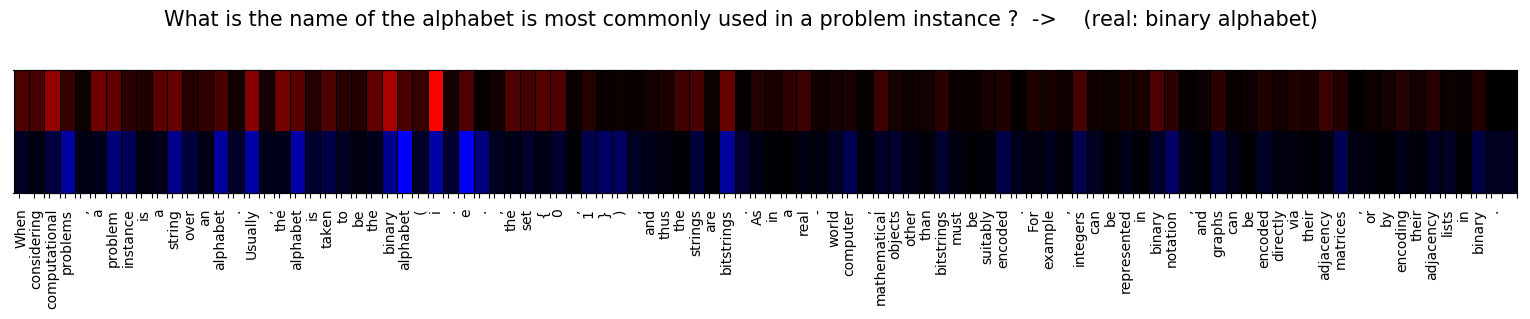 What is the name of the alphabet is most commonly used in a problem instance ?  ->    (real: binary alphabet)
When considering computational problems , a problem instance is a string over an alphabet . Usually , the alphabet is taken to be the binary alphabet ( i . e . , the set { 0 , 1 } ) , and thus the strings are bitstrings . As in a real - world computer , mathematical objects other than bitstrings must be suitably encoded . For example , integers can be represented in binary notation , and graphs can be encoded directly via their adjacency matrices , or by encoding their adjacency lists in binary .